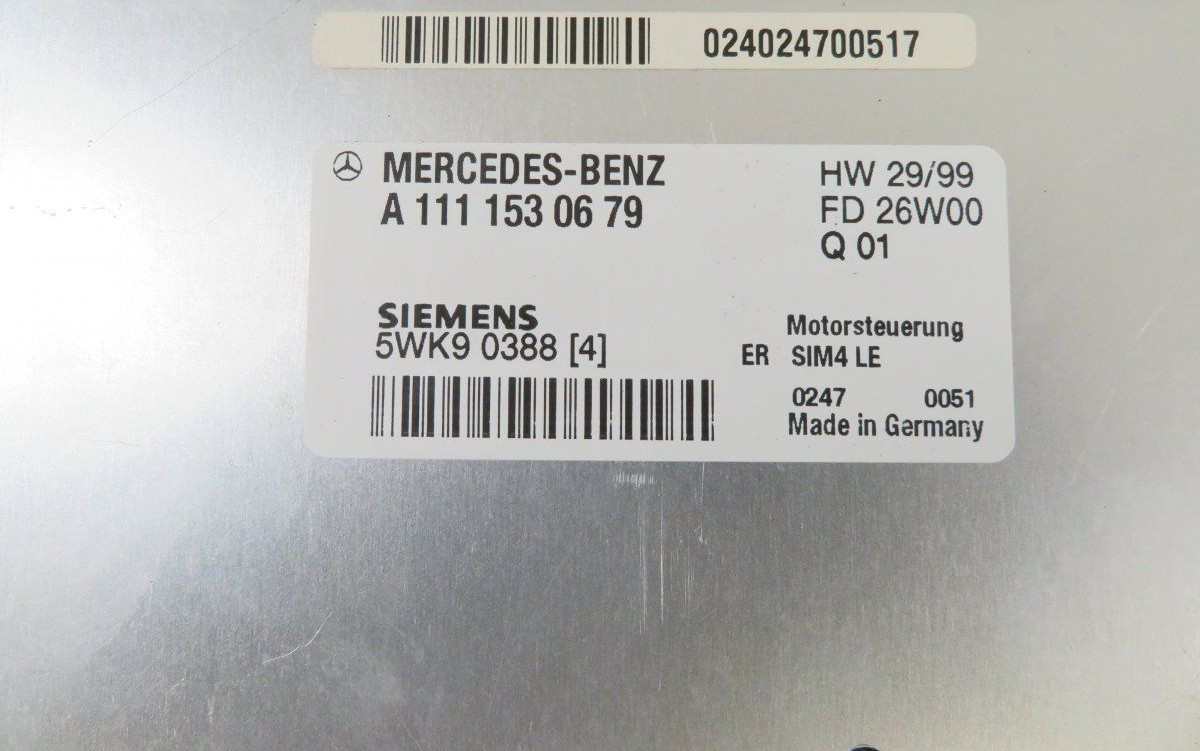 024024700517
MERCEDES-BENZ
A 111 153 06 79
HW 29/99
FD 26W00
Q 01
SIEMENS
5WK9 0388 [4]
Motorsteuerung
ER SIM4 LE
0247 0051
Made in Germany